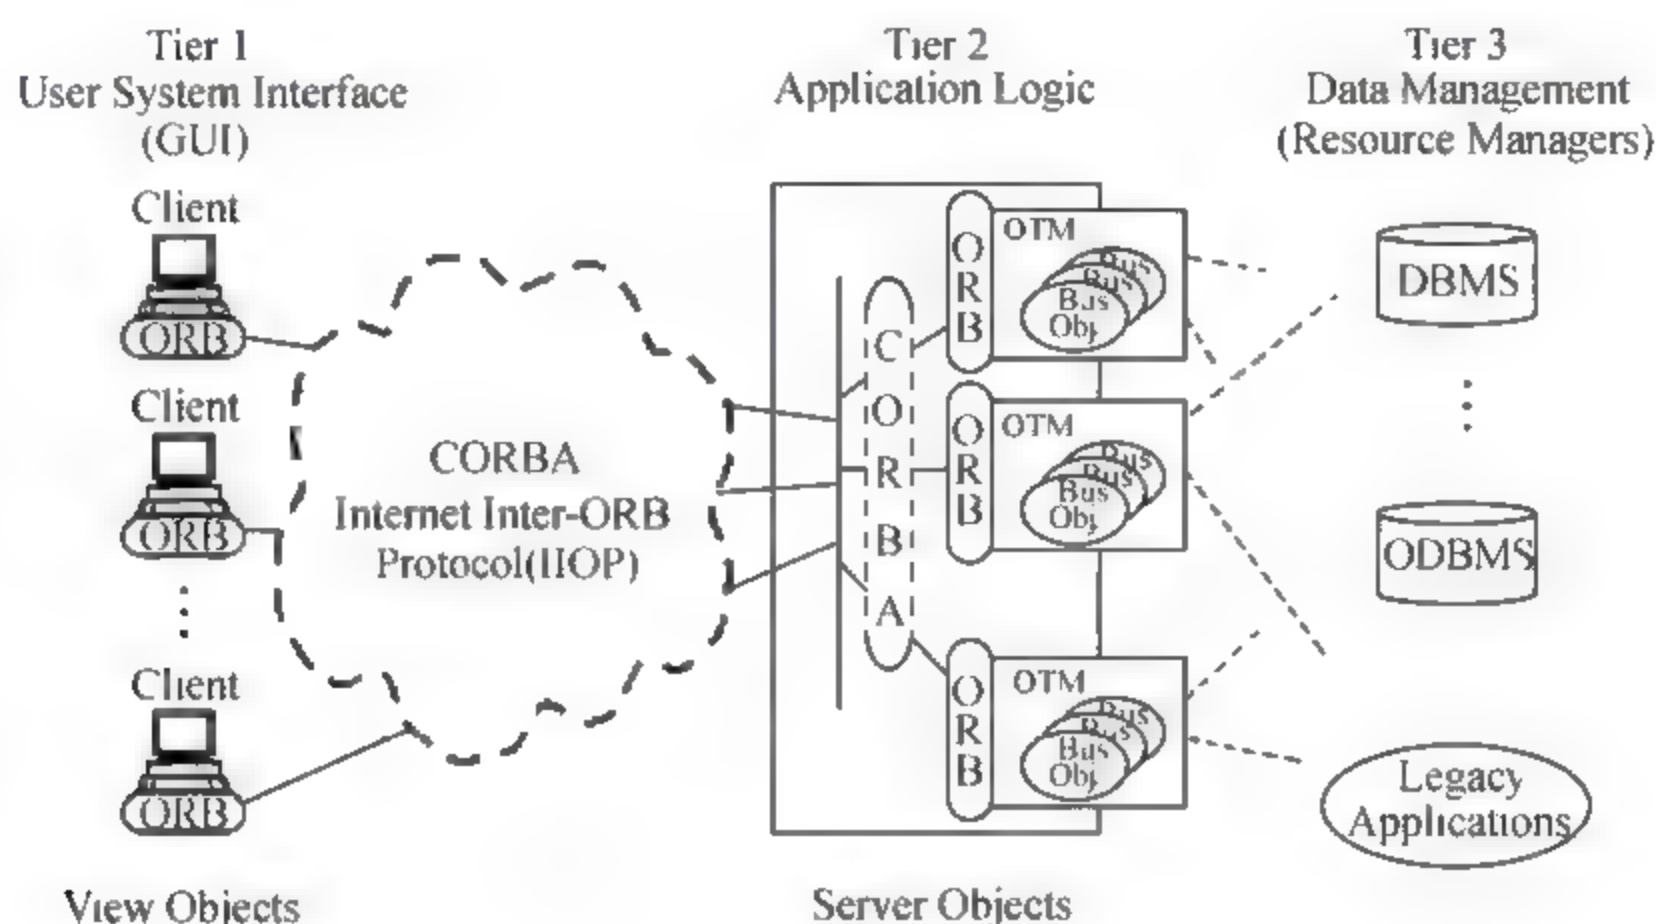 Tier 1
User System Interface
(GUI)
Tier 2
Application Logic
Tier 3
Data Management
(Resource Managers)
Client
ORB
Client
ORB
Client
ORB
CORBA
Internet Inter-ORB
Protocol(IIOP)
CORBA
ORB
OTM
Bus
Bus
Bus
Obj
ORB
OTM
Bus
Bus
Bus
Obj
ORB
OTM
Bus
Bus
Bus
Obj
DBMS
ODBMS
Legacy
Applications
View Objects
Server Objects